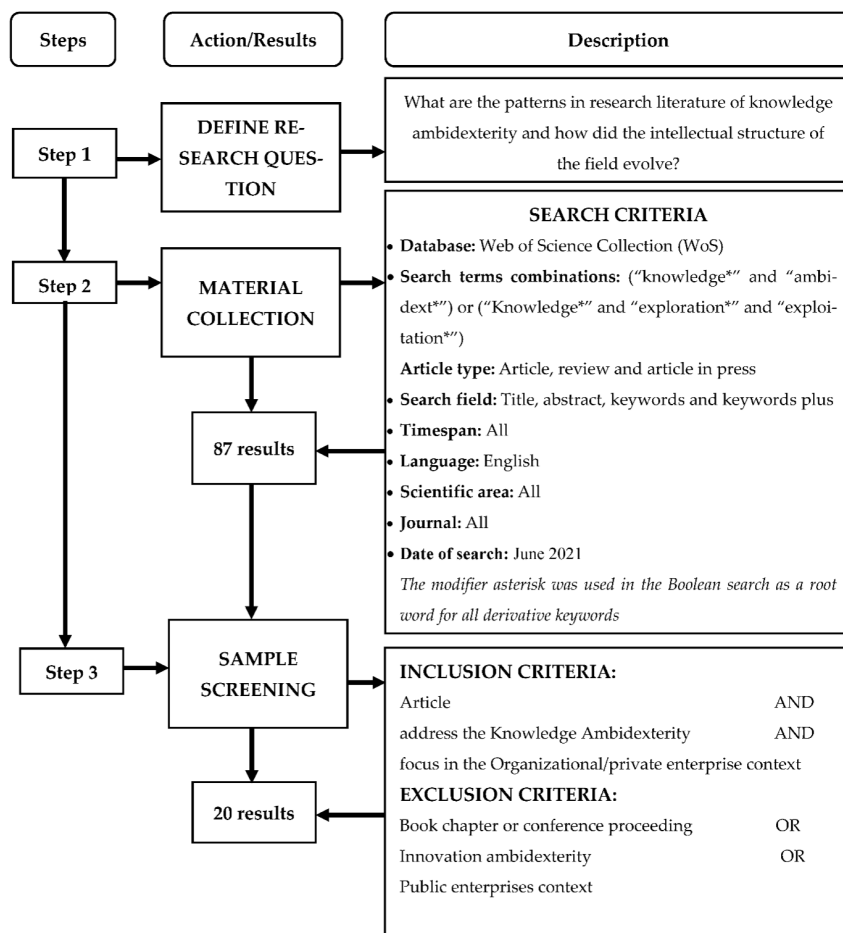 Steps
Action/Results
Description
Step 1
DEFINE RE-
SEARCH QUES-
TION
What are the patterns in research literature of knowledge
ambidexterity and how did the intellectual structure of
the field evolve?
Step 2
MATERIAL
COLLECTION
SEARCH CRITERIA
• Database: Web of Science Collection (WoS)
• Search terms combinations: (“knowledge*” and “ambi-
dext*”) or (“Knowledge*” and “exploration*” and “exploi-
tation*”)
Article type: Article, review and article in press
• Search field: Title, abstract, keywords and keywords plus
• Timespan: All
• Language: English
• Scientific area: All
• Journal: All
• Date of search: June 2021
The modifier asterisk was used in the Boolean search as a root
word for all derivative keywords
87 results
Step 3
SAMPLE
SCREENING
INCLUSION CRITERIA:
Article AND
address the Knowledge Ambidexterity AND
focus in the Organizational/private enterprise context
EXCLUSION CRITERIA:
Book chapter or conference proceeding OR
Innovation ambidexterity OR
Public enterprises context
20 results